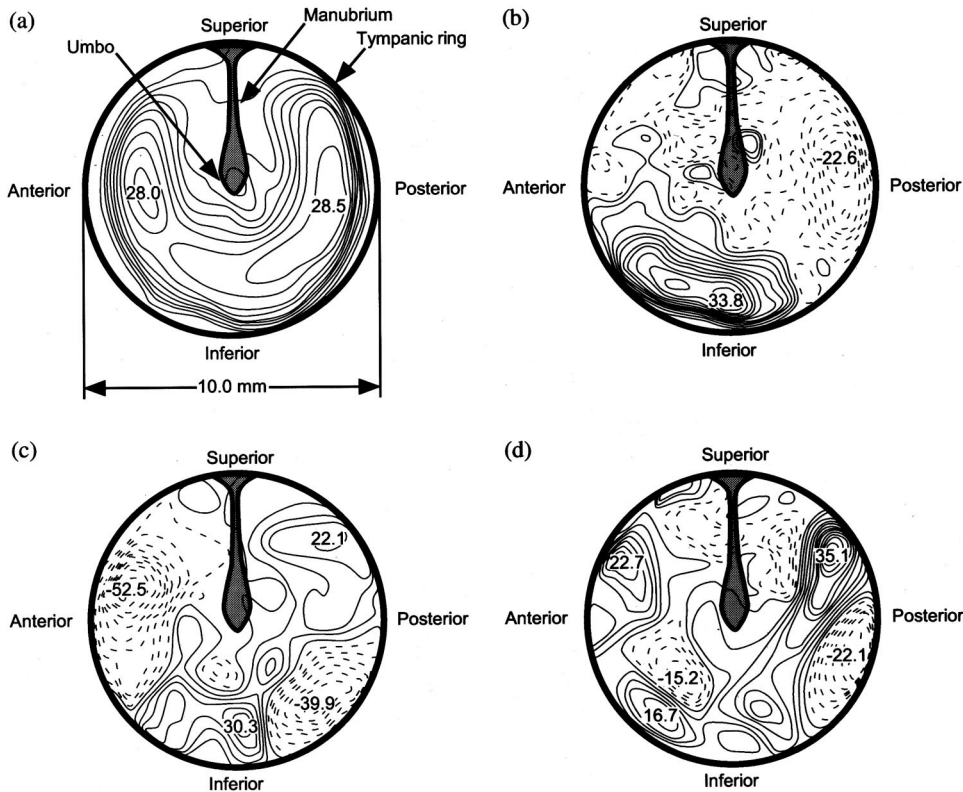 (a)
Superior
Manubrium
Umbo
Tympanic ring
Anterior
28.0
28.5
Posterior
Inferior
10.0 mm
(b)
Superior
Anterior
-22.6
Posterior
33.8
Inferior
(c)
Superior
22.1
-52.5
Anterior
Posterior
-39.9
30.3
Inferior
(d)
Superior
22.7
35.1
Anterior
Posterior
-22.1
-15.2
16.7
Inferior